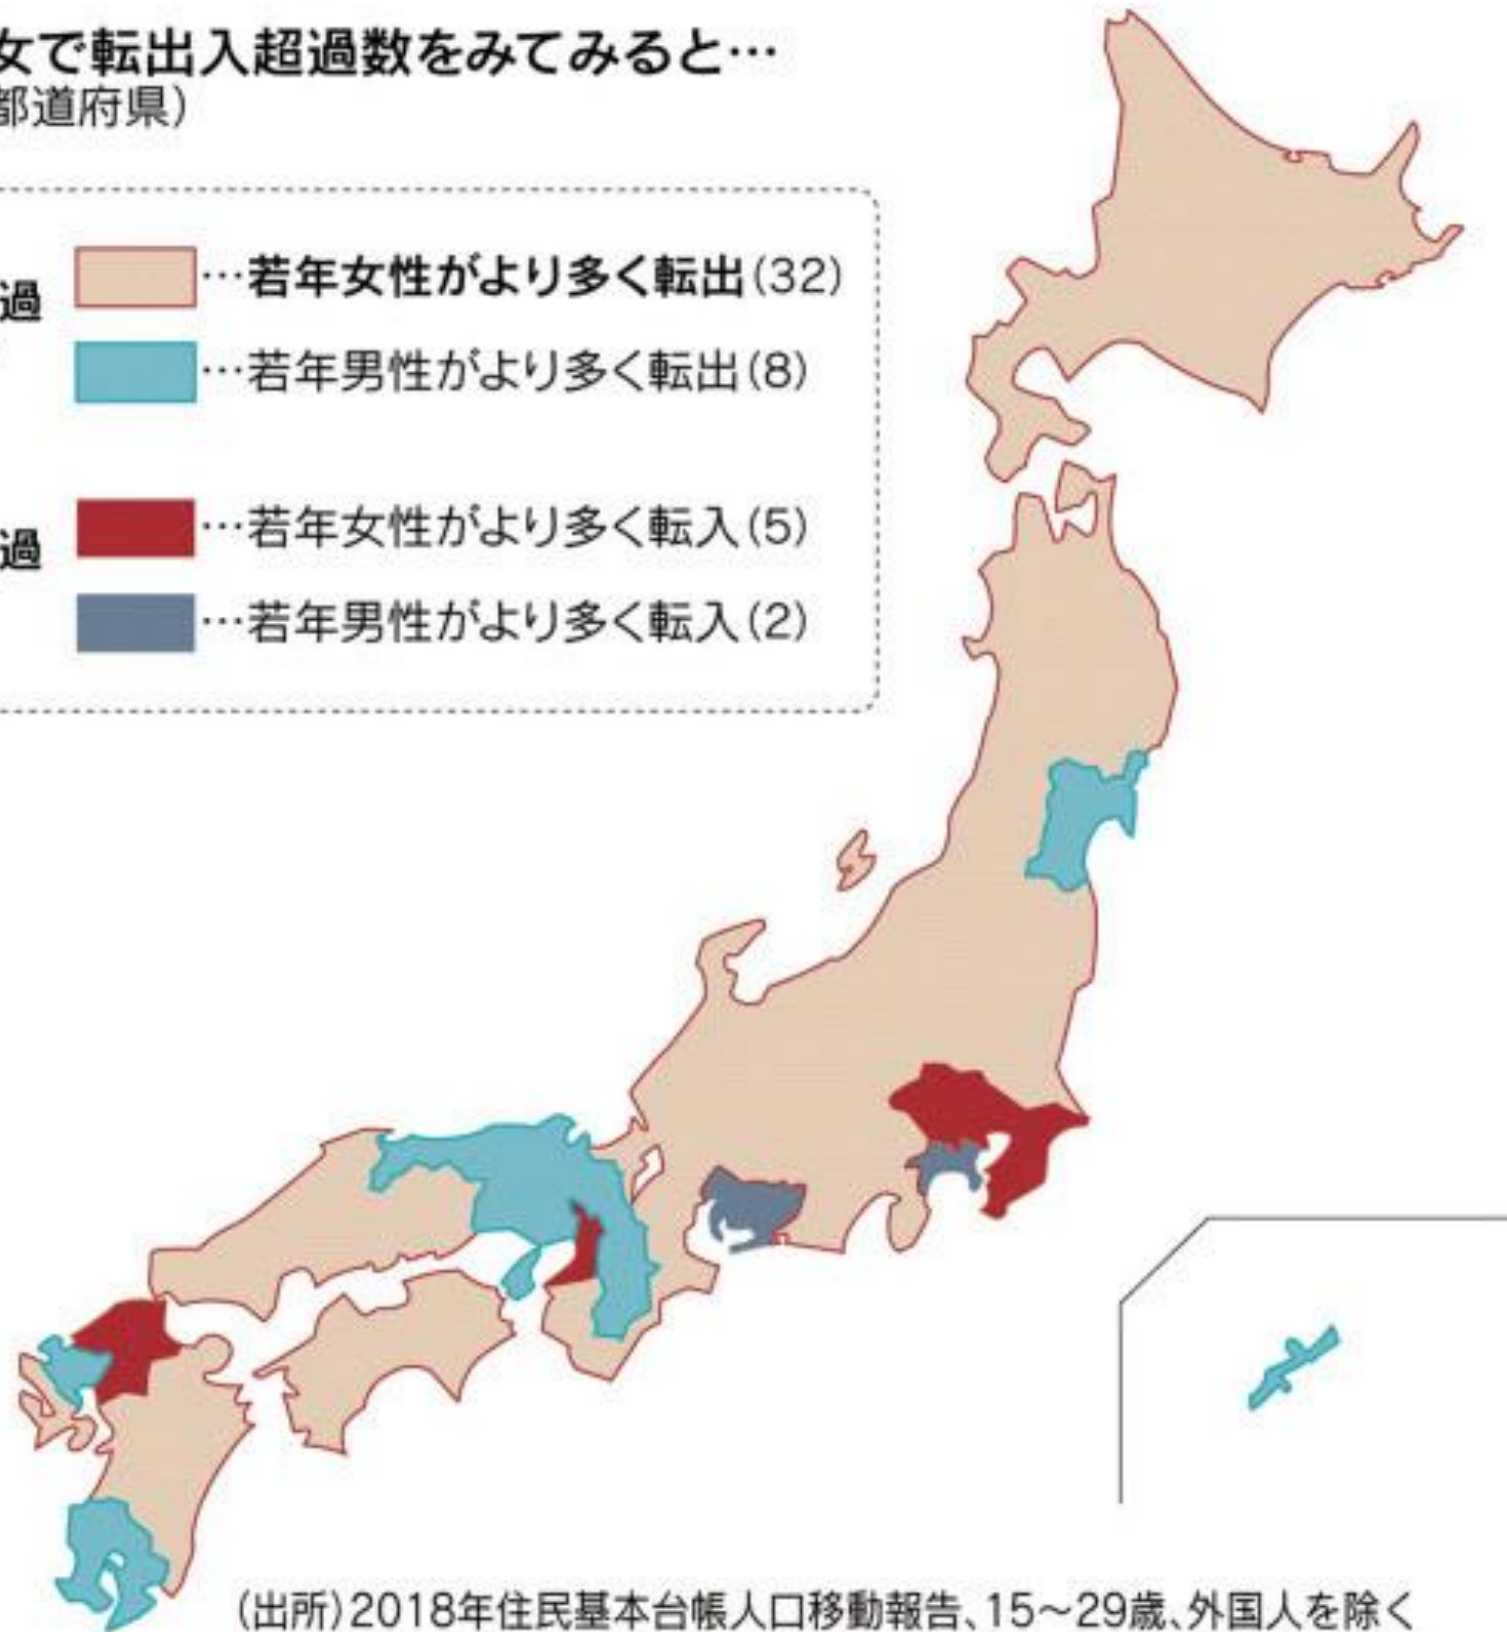 女で転出入超過数をみてみると…
都道府県）
過 …若年女性がより多く転出（32）
…若年男性がより多く転出（8）
過 …若年女性がより多く転入（5）
…若年男性がより多く転入（2）
（出所）2018年住民基本台帳人口移動報告、15〜29歳、外国人を除く